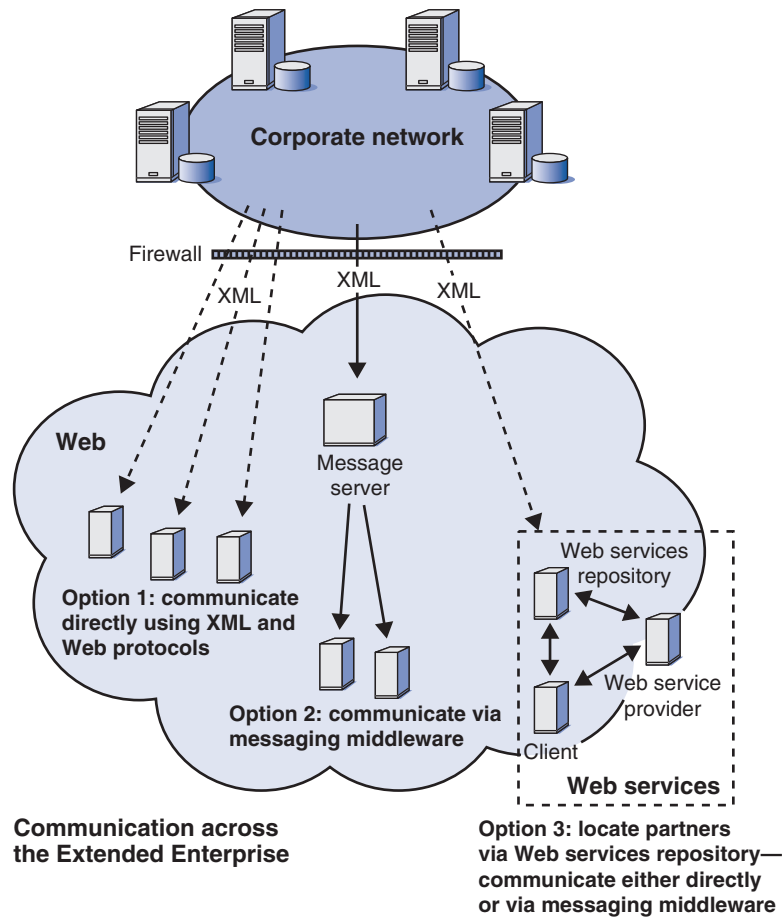 Corporate network
Firewall
XML
XML
XML
Web
Message
server
Option 1: communicate
directly using XML and
Web protocols
Option 2: communicate via
messaging middleware
Web services
repository
Web service
provider
Client
Web services
Communication across
the Extended Enterprise
Option 3: locate partners
via Web services repository—
communicate either directly
or via messaging middleware